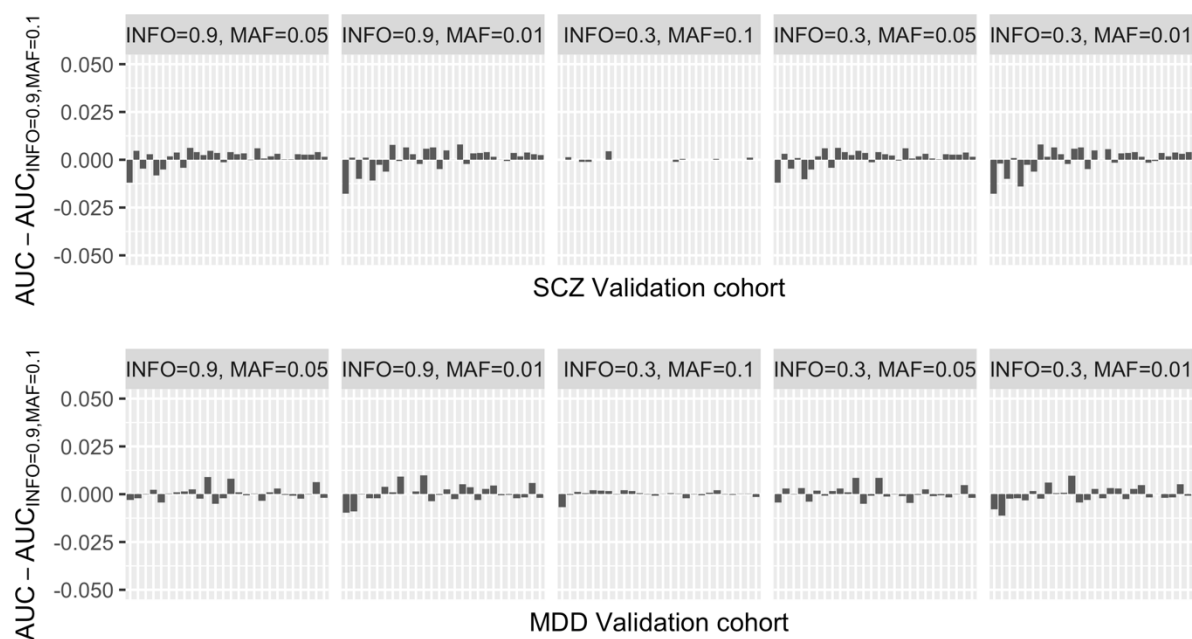 AUC − AUC_INFO=0.9,MAF=0.1
INFO=0.9, MAF=0.05 INFO=0.9, MAF=0.01 INFO=0.3, MAF=0.1 INFO=0.3, MAF=0.05 INFO=0.3, MAF=0.01
0.050
0.025
0.000
-0.025
-0.050
SCZ Validation cohort
AUC − AUC_INFO=0.9,MAF=0.1
INFO=0.9, MAF=0.05 INFO=0.9, MAF=0.01 INFO=0.3, MAF=0.1 INFO=0.3, MAF=0.05 INFO=0.3, MAF=0.01
0.050
0.025
0.000
-0.025
-0.050
MDD Validation cohort